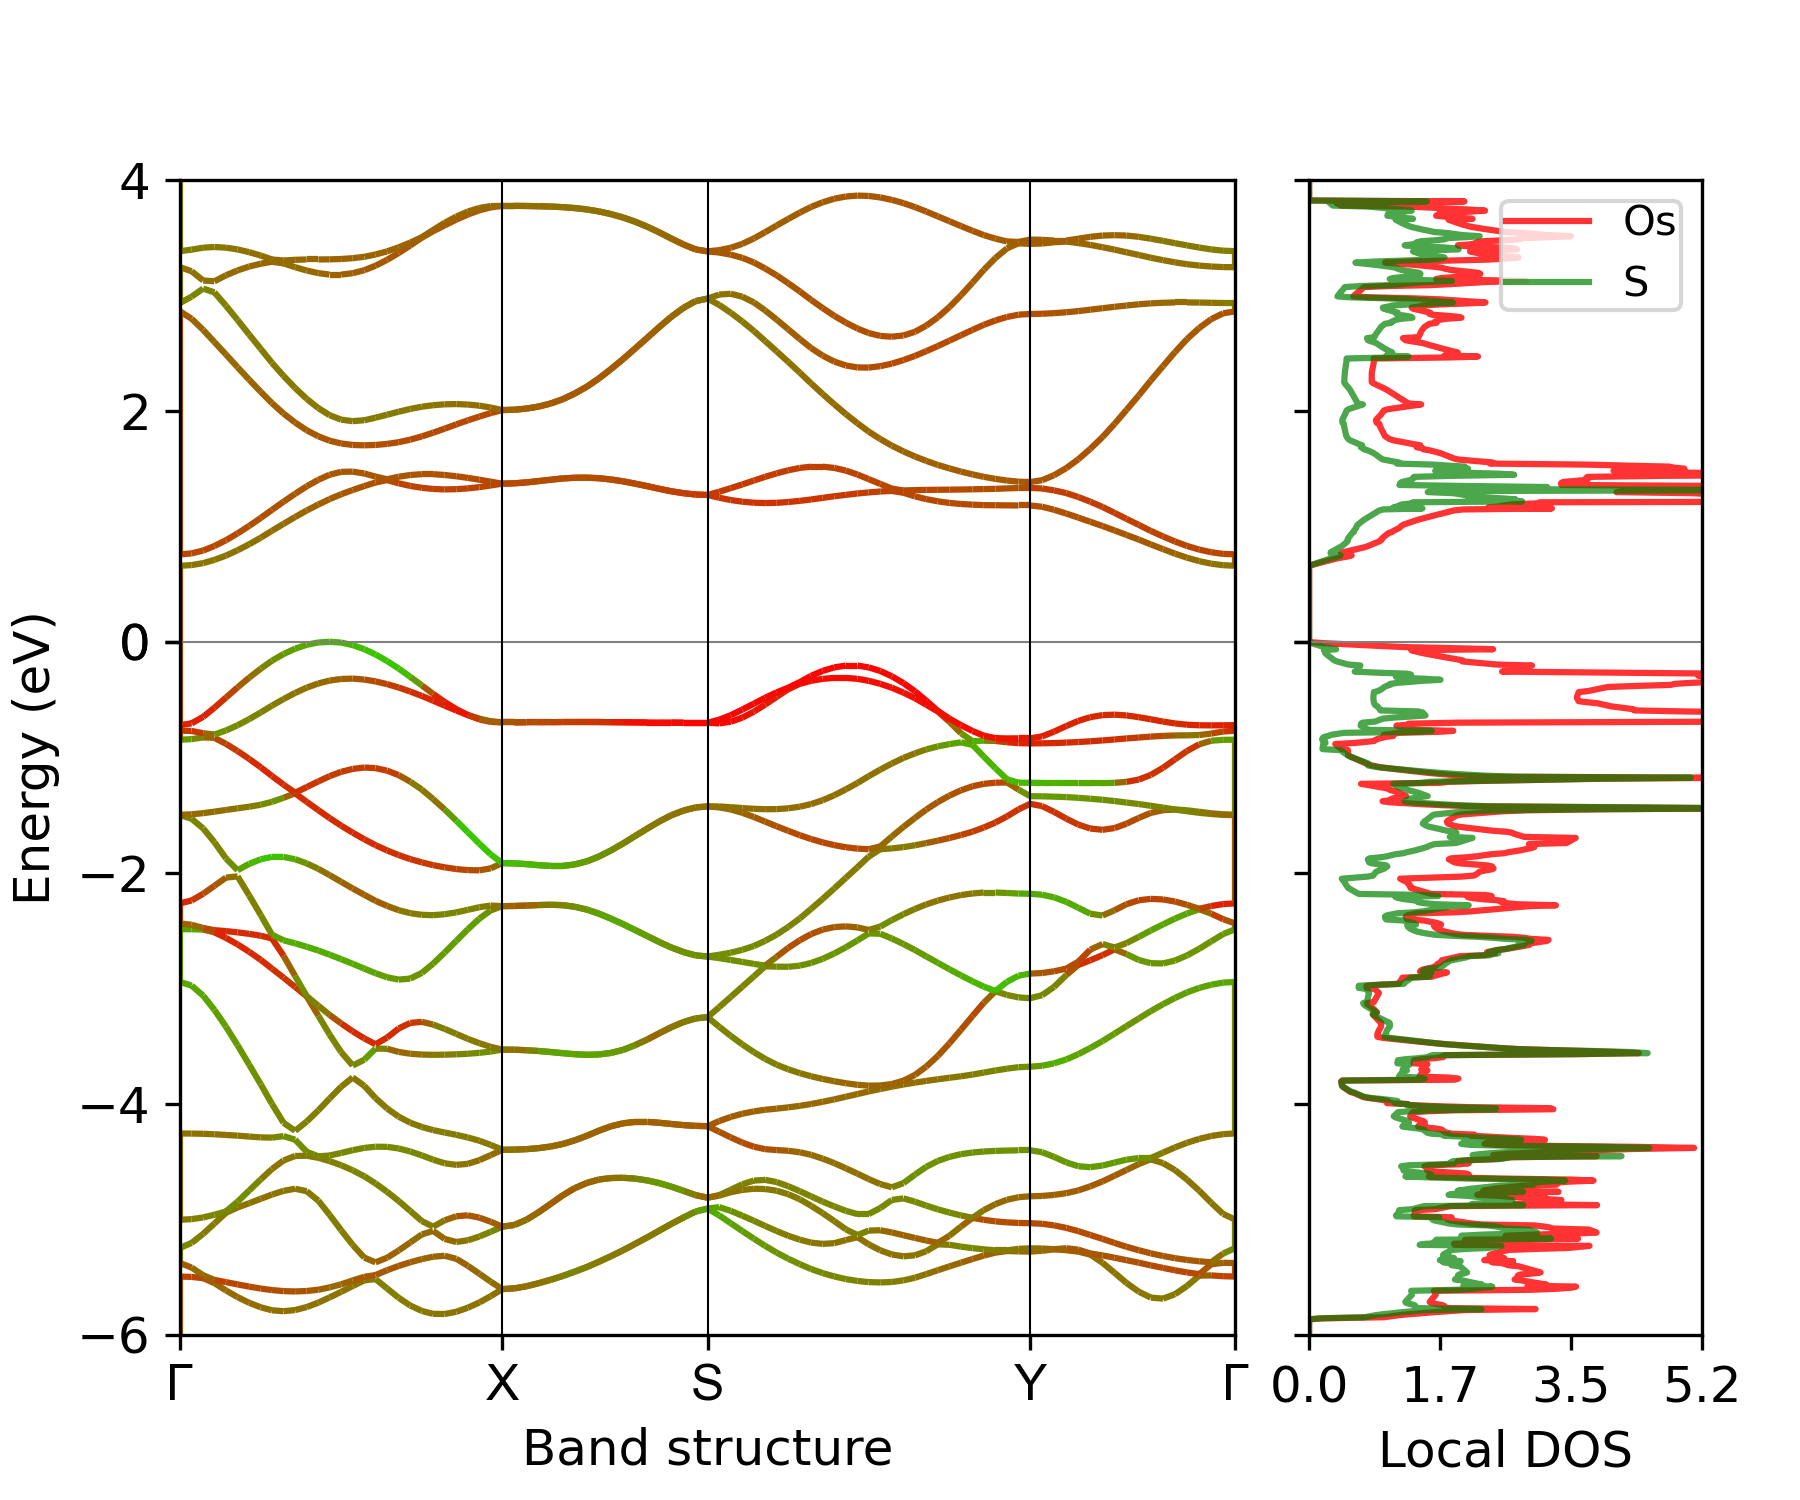 4
2
0
−2
−4
−6
Energy (eV)
Γ X S Y Γ
Band structure
Os
S
0.0 1.7 3.5 5.2
Local DOS